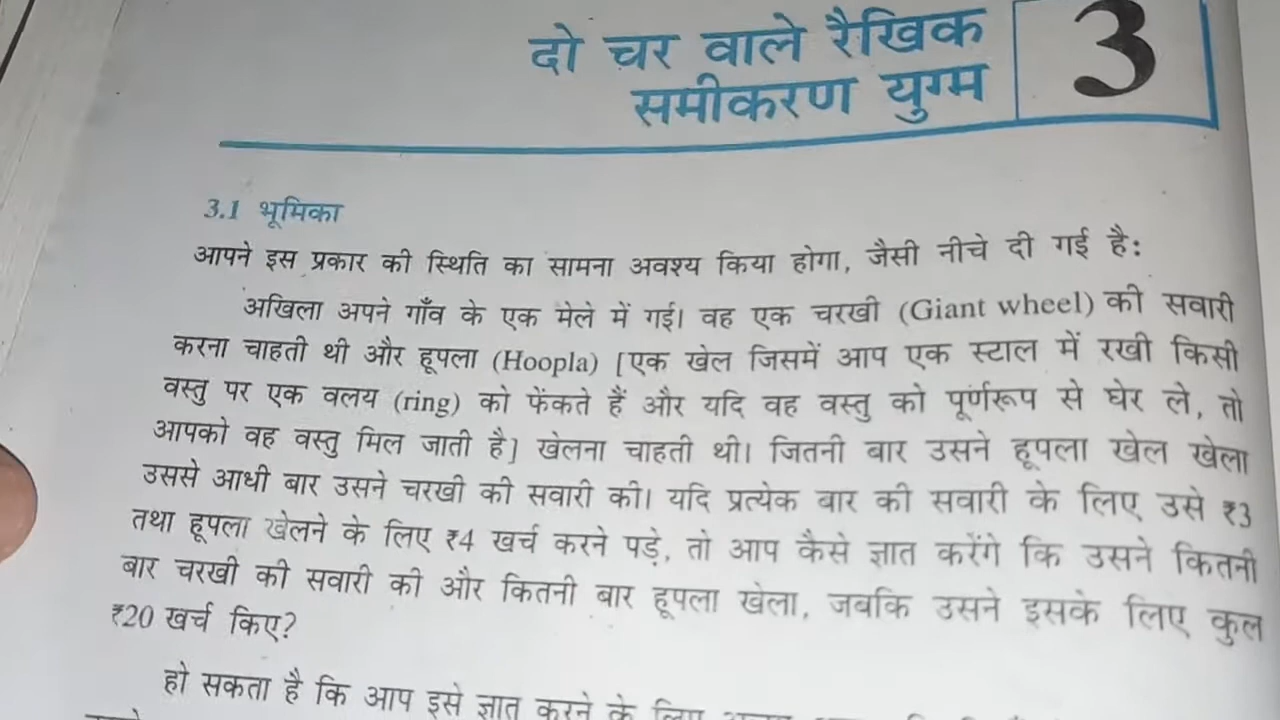 दो चर वाले रैखिक
समीकरण युग्म
3
3.1 भूमिका
आपने इस प्रकार की स्थिति का सामना अवश्य किया होगा, जैसी नीचे दी गई है:
अखिला अपने गाँव के एक मेले में गई। वह एक चरखी (Giant wheel) की सवारी
करना चाहती थी और हूपला (Hoopla) [एक खेल जिसमें आप एक स्टाल में रखी किसी
वस्तु पर एक वलय (ring) को फेंकते हैं और यदि वह वस्तु को पूर्णरूप से घेर ले, तो
आपको वह वस्तु मिल जाती है] खेलना चाहती थी। जितनी बार उसने हूपला खेल खेला
उससे आधी बार उसने चरखी की सवारी की। यदि प्रत्येक बार की सवारी के लिए उसे ₹3
तथा हूपला खेलने के लिए ₹4 खर्च करने पड़े, तो आप कैसे ज्ञात करेंगे कि उसने कितनी
बार चरखी की सवारी की और कितनी बार हूपला खेला, जबकि उसने इसके लिए कुल
₹20 खर्च किए?
हो सकता है कि आप इसे ज्ञात करने के लिए